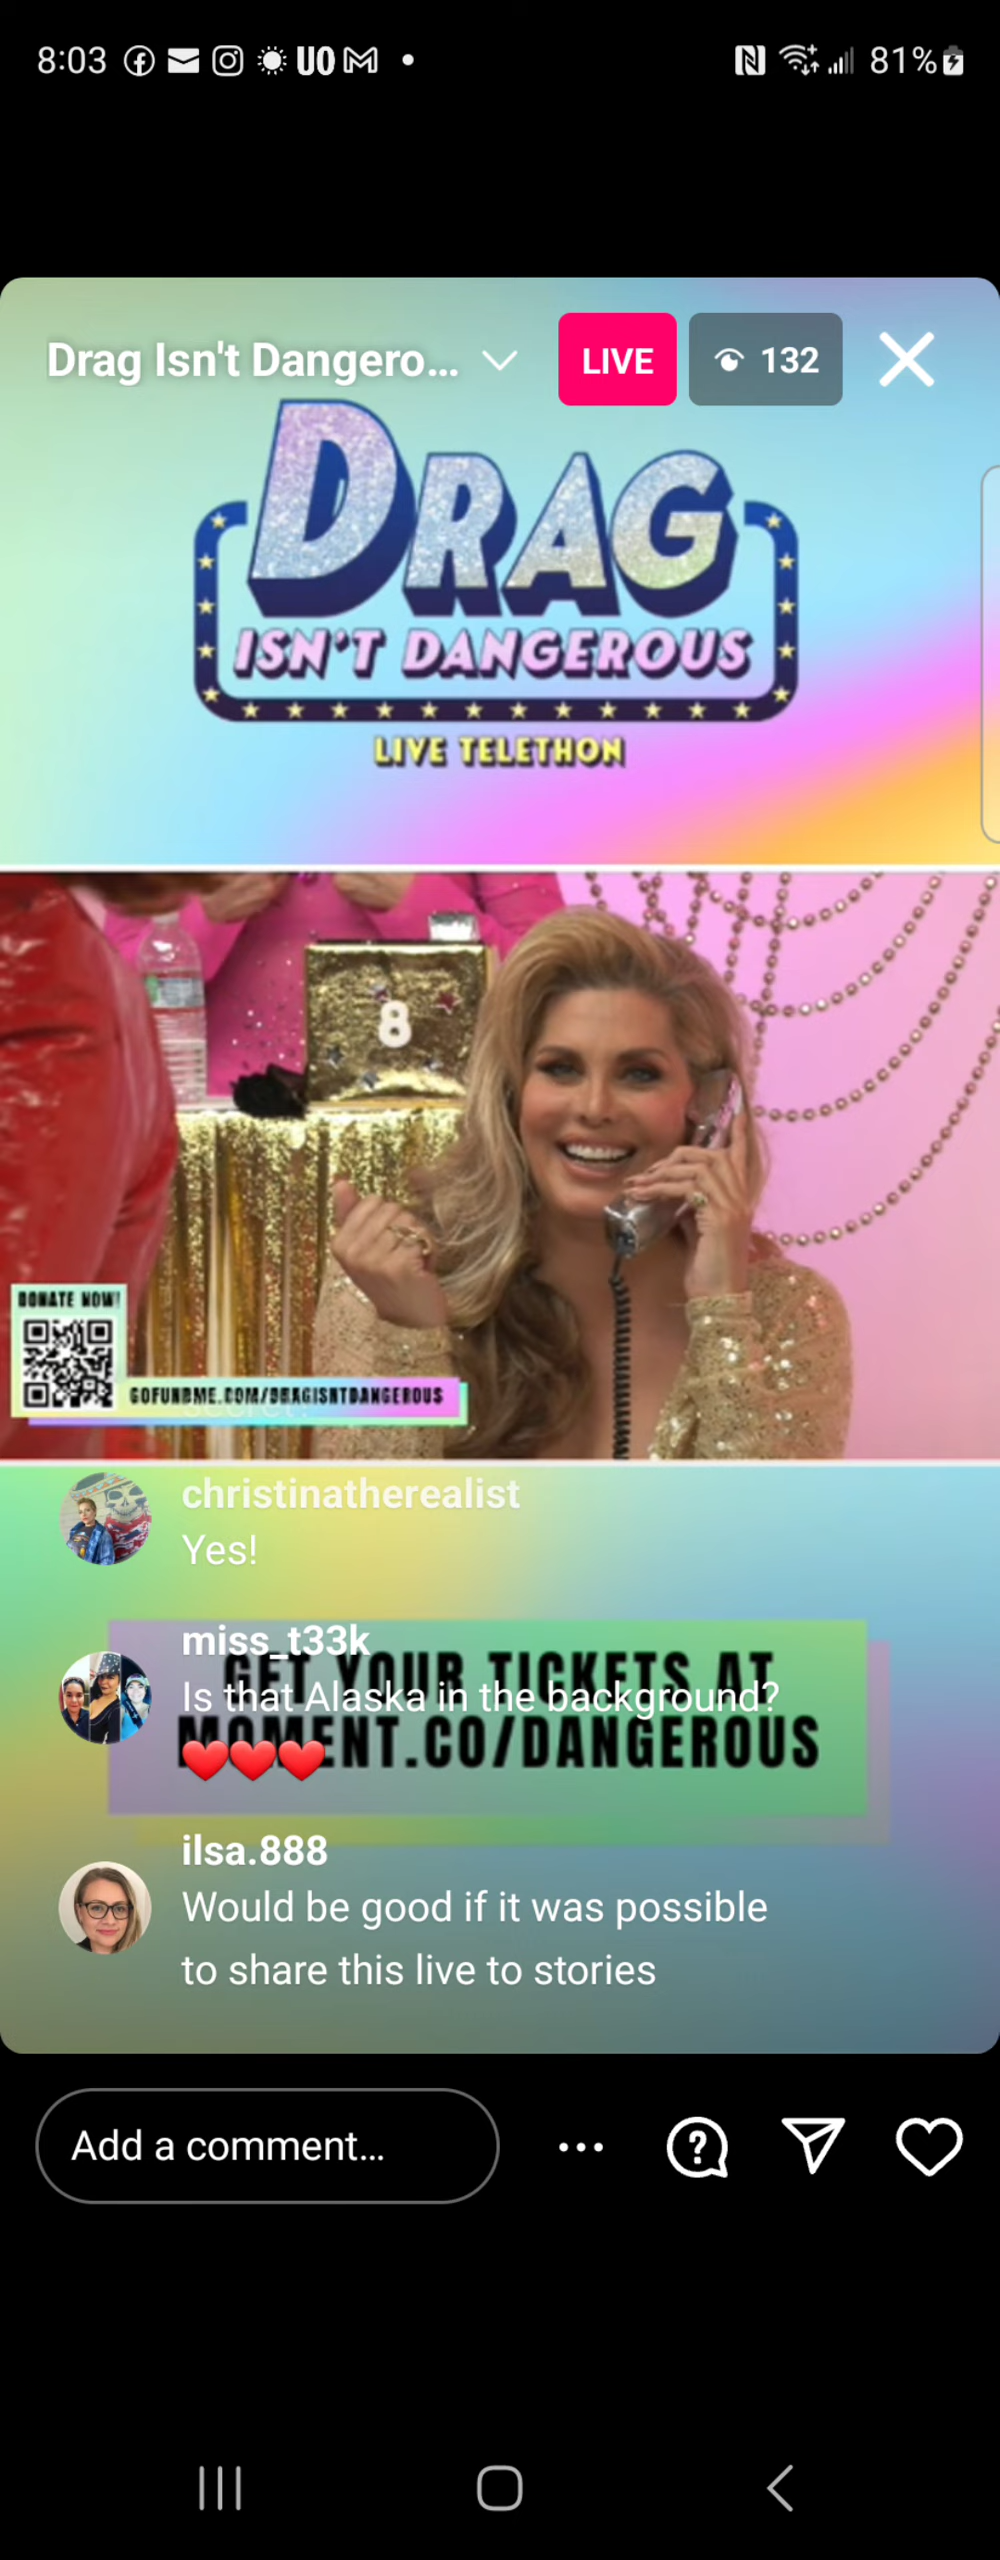 8:03 UO 81%
Drag Isn't Dangero...
LIVE
132
DRAG
ISN'T DANGEROUS
LIVE TELETHON
8
DONATE NOW!
GOFUNDME.COM/DRAGISNTDANGEROUS
secret!
christinatherealist
Yes!
miss_t33k
GET YOUR TICKETS AT
Is that Alaska in the background?
MOMENT.CO/DANGEROUS
❤️❤️❤️
ilsa.888
Would be good if it was possible
to share this live to stories
Add a comment...